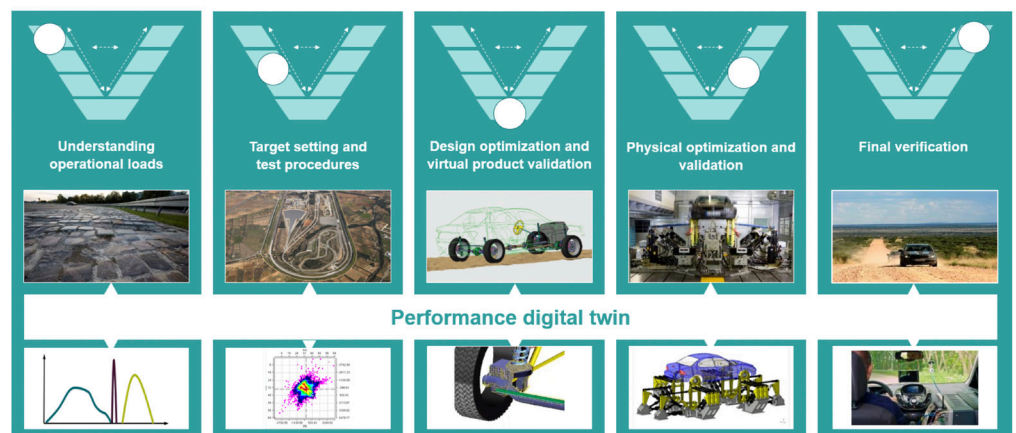 Understanding
operational loads
Target setting and
test procedures
Design optimization and
virtual product validation
Physical optimization and
validation
Final verification
Performance digital twin